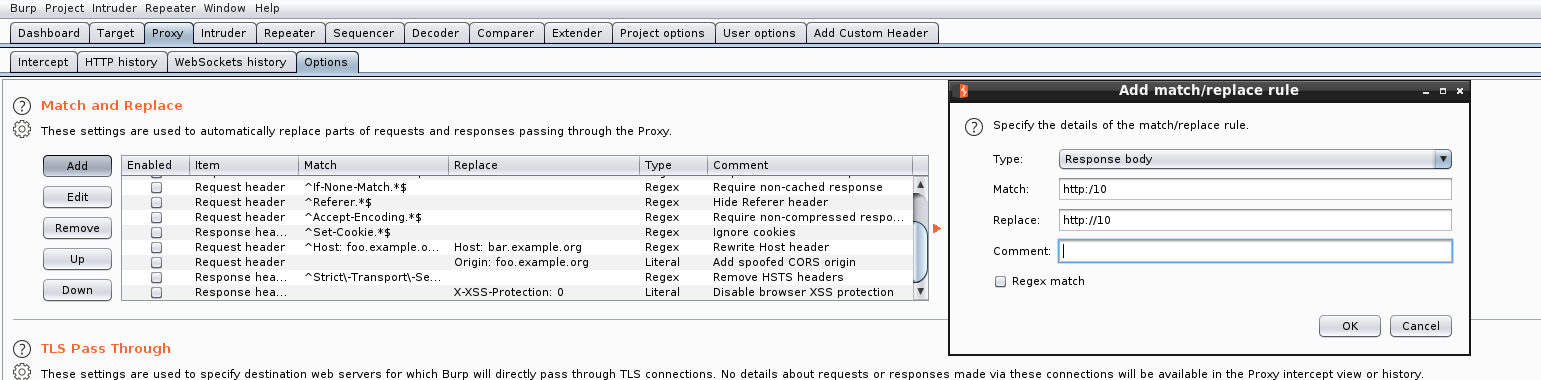 Burp Project Intruder Repeater Window Help
Dashboard Target Proxy Intruder Repeater Sequencer Decoder Comparer Extender Project options User options Add Custom Header
Intercept HTTP history WebSockets history Options
? Match and Replace
These settings are used to automatically replace parts of requests and responses passing through the Proxy.
Add
Edit
Remove
Up
Down
Enabled Item Match Replace Type Comment
Request header ^If-None-Match.*$ Regex Require non-cached response
Request header ^Referer.*$ Regex Hide Referer header
Request header ^Accept-Encoding.*$ Regex Require non-compressed respo...
Response hea... ^Set-Cookie.*$ Regex Ignore cookies
Request header ^Host: foo.example.o... Host: bar.example.org Regex Rewrite Host header
Request header Origin: foo.example.org Literal Add spoofed CORS origin
Response hea... ^Strict\-Transport\-Se... Regex Remove HSTS headers
Response hea... X-XSS-Protection: 0 Literal Disable browser XSS protection
Add match/replace rule
? Specify the details of the match/replace rule.
Type: Response body
Match: http:/10
Replace: http://10
Comment:
Regex match
OK Cancel
? TLS Pass Through
These settings are used to specify destination web servers for which Burp will directly pass through TLS connections. No details about requests or responses made via these connections will be available in the Proxy intercept view or history.